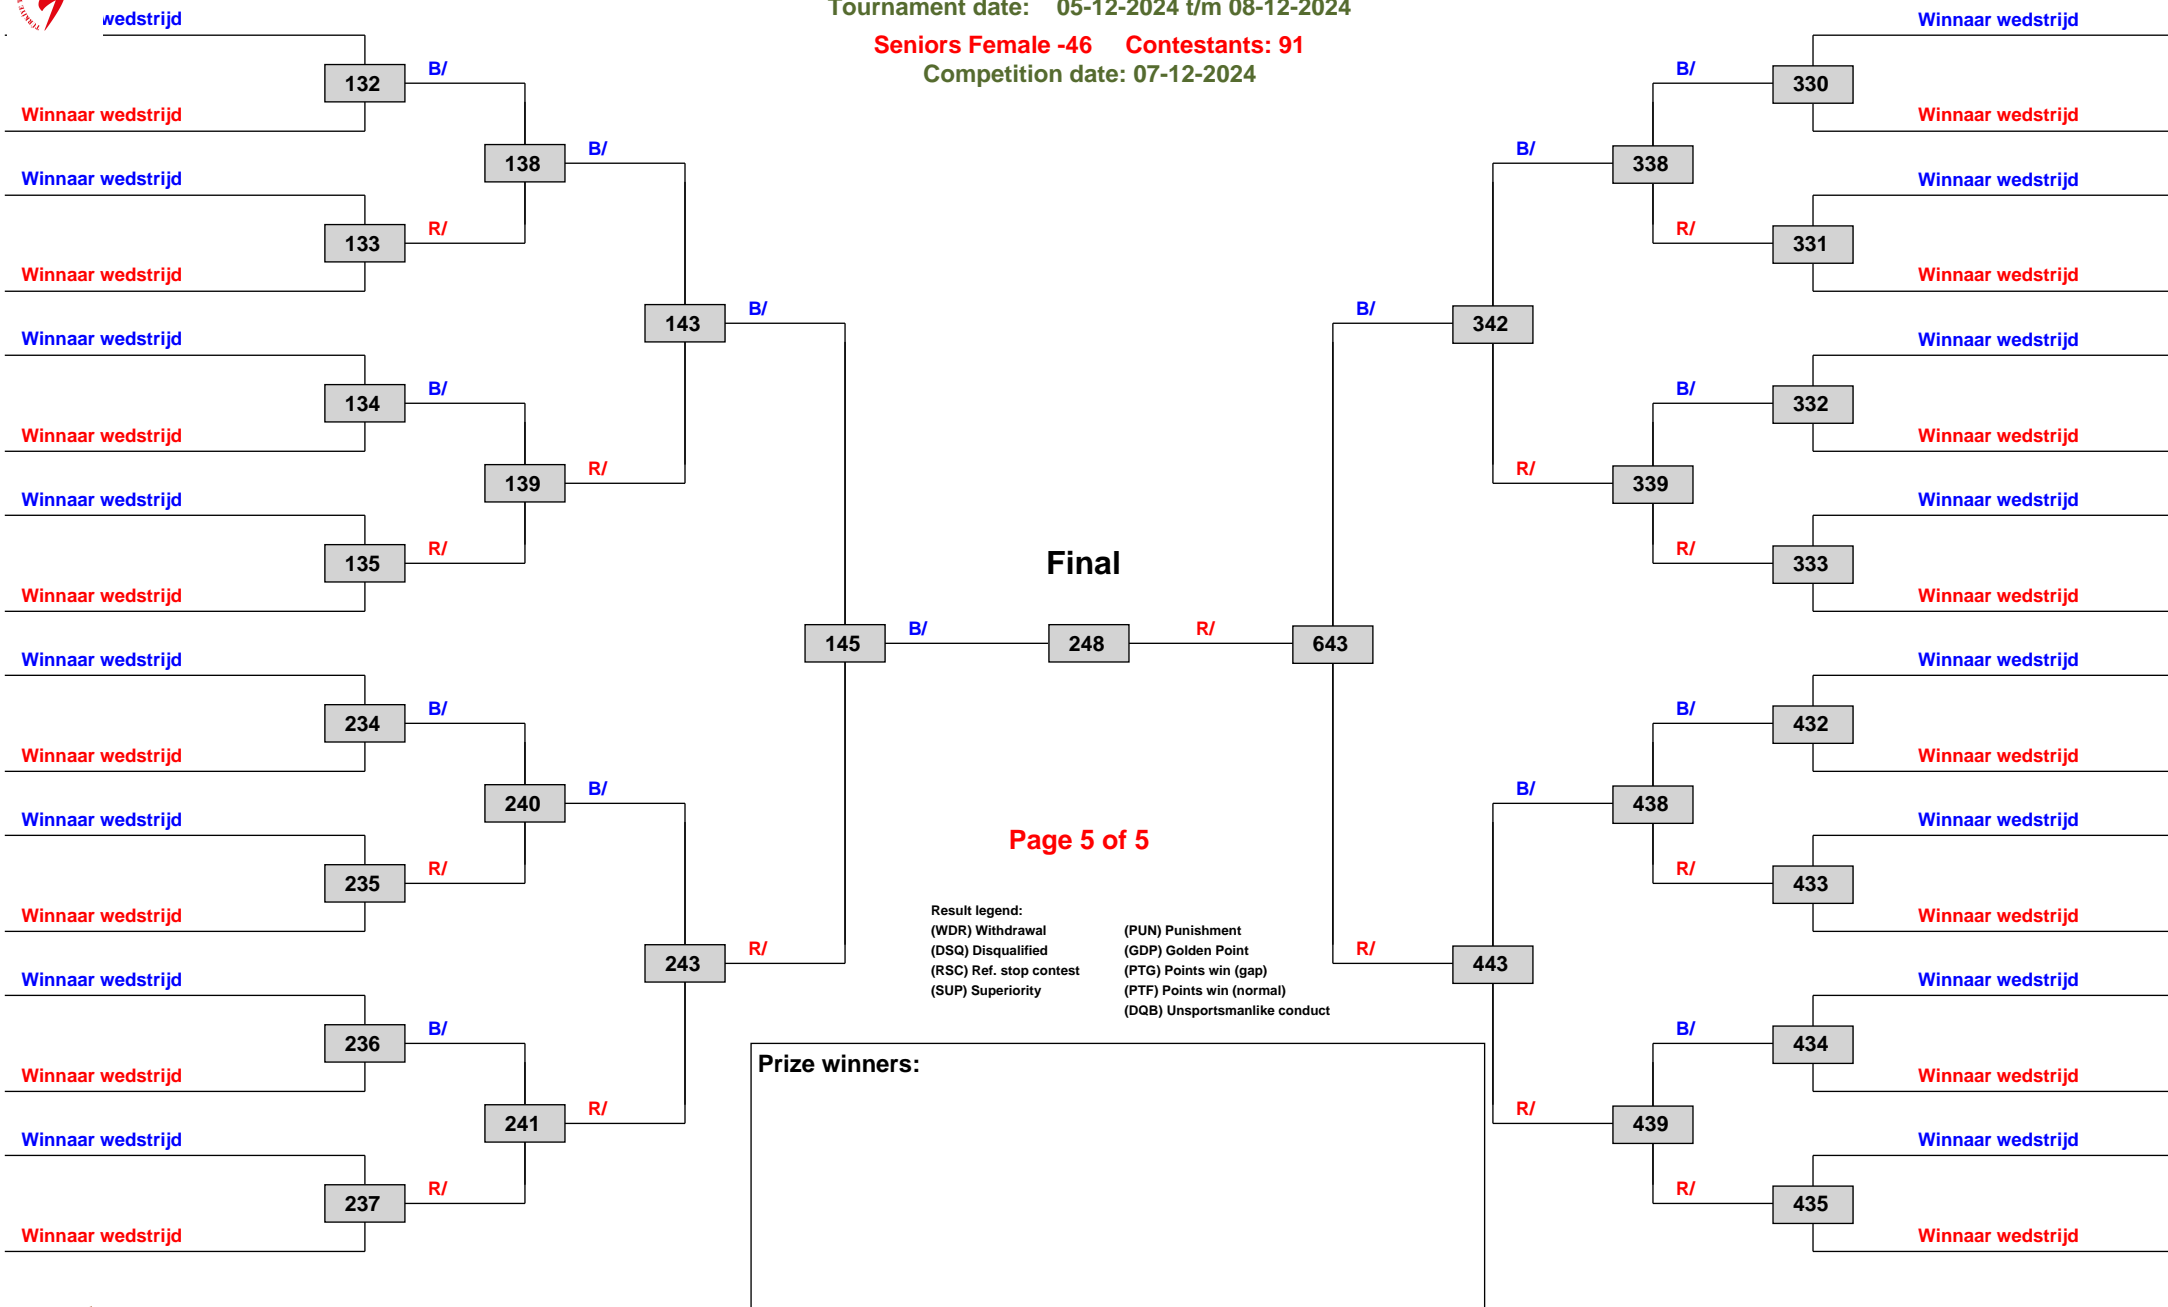 Tournament date: 05-12-2024 t/m 08-12-2024
Seniors Female -46 Contestants: 91
Competition date: 07-12-2024
wedstrijd
132
B/
Winnaar wedstrijd
138
B/
Winnaar wedstrijd
133
R/
Winnaar wedstrijd
143
B/
Winnaar wedstrijd
134
B/
Winnaar wedstrijd
139
R/
Winnaar wedstrijd
135
R/
Winnaar wedstrijd
145
B/
Winnaar wedstrijd
234
B/
Winnaar wedstrijd
240
B/
Winnaar wedstrijd
235
R/
Winnaar wedstrijd
243
R/
Winnaar wedstrijd
236
B/
Winnaar wedstrijd
241
R/
Winnaar wedstrijd
237
R/
Winnaar wedstrijd
Final
248
R/
643
Page 5 of 5
Result legend:
(WDR) Withdrawal (PUN) Punishment
(DSQ) Disqualified (GDP) Golden Point
(RSC) Ref. stop contest (PTG) Points win (gap)
(SUP) Superiority (PTF) Points win (normal)
(DQB) Unsportsmanlike conduct
Prize winners:
Winnaar wedstrijd
B/
330
Winnaar wedstrijd
B/
338
Winnaar wedstrijd
R/
331
Winnaar wedstrijd
B/
342
Winnaar wedstrijd
B/
332
Winnaar wedstrijd
R/
339
Winnaar wedstrijd
R/
333
Winnaar wedstrijd
Winnaar wedstrijd
B/
432
Winnaar wedstrijd
B/
438
Winnaar wedstrijd
R/
433
Winnaar wedstrijd
R/
443
Winnaar wedstrijd
B/
434
Winnaar wedstrijd
R/
439
Winnaar wedstrijd
R/
435
Winnaar wedstrijd